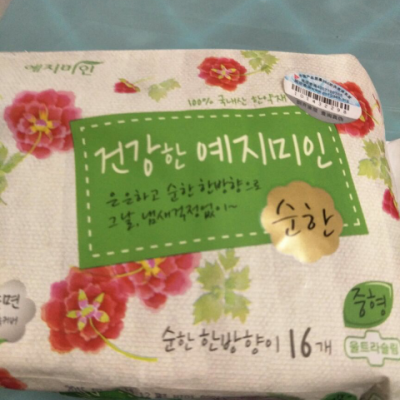 예지미인
100% 국내산 한약재
건강한 예지미인
은은하고 순한 한방향으로
그날, 냄새걱정없이~
순한
중형
울트라슬림
순한 한방향이 16개